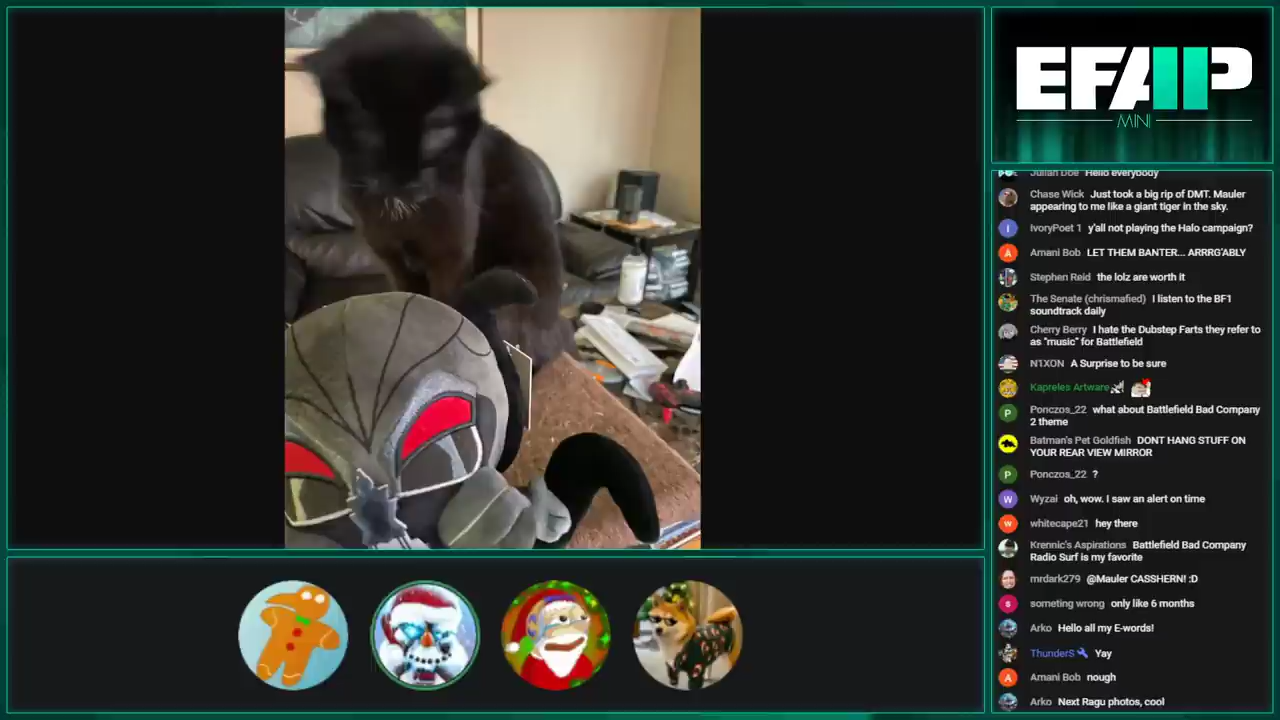 EFAP
MINI
Julian Doe Hello everybody
Chase Wick Just took a big rip of DMT. Mauler
appearing to me like a giant tiger in the sky.
IvoryPoet 1 y'all not playing the Halo campaign?
Amani Bob LET THEM BANTER... ARRRG'ABLY
Stephen Reid the lolz are worth it
The Senate (chrismafied) I listen to the BF1
soundtrack daily
Cherry Berry I hate the Dubstep Farts they refer to
as "music" for Battlefield
N1XON A Surprise to be sure
Kapreles Artware
P Ponczos_22 what about Battlefield Bad Company
2 theme
Batman's Pet Goldfish DONT HANG STUFF ON
YOUR REAR VIEW MIRROR
P Ponczos_22 ?
W Wyzai oh, wow. I saw an alert on time
w whitecape21 hey there
Krennic's Aspirations Battlefield Bad Company
Radio Surf is my favorite
mrdark279 @Mauler CASSHERN! :D
s someting wrong only like 6 months
Arko Hello all my E-words!
ThunderS Yay
A Amani Bob nough
Arko Next Ragu photos, cool